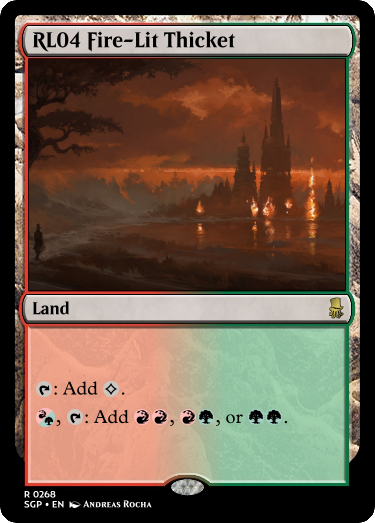 RL04 Fire-Lit Thicket
Land
: Add .
, : Add , , or .
R 0268
SGP • EN Andreas Rocha